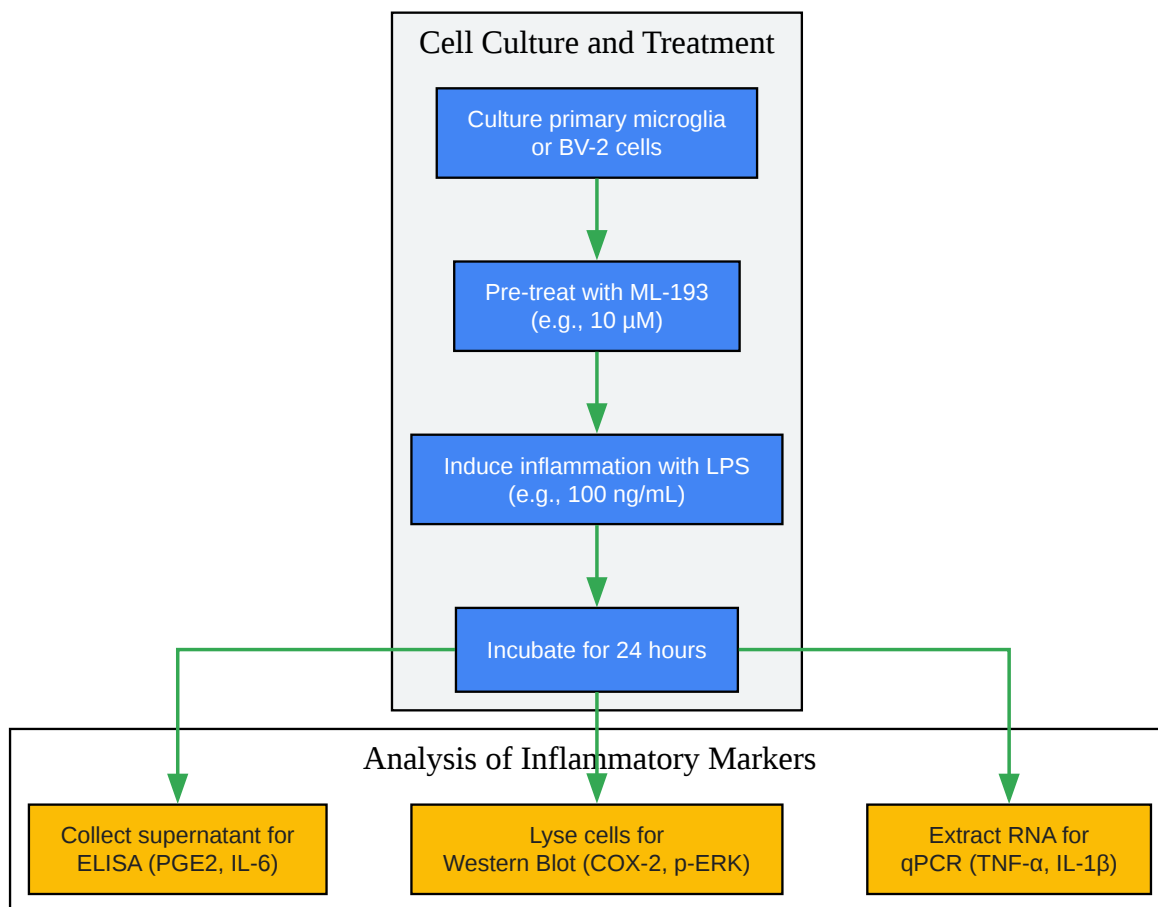 Cell Culture and Treatment
Culture primary microglia
or BV-2 cells
Pre-treat with ML-193
(e.g., 10 µM)
Induce inflammation with LPS
(e.g., 100 ng/mL)
Incubate for 24 hours
Analysis of Inflammatory Markers
Collect supernatant for
ELISA (PGE2, IL-6)
Lyse cells for
Western Blot (COX-2, p-ERK)
Extract RNA for
qPCR (TNF-α, IL-1β)